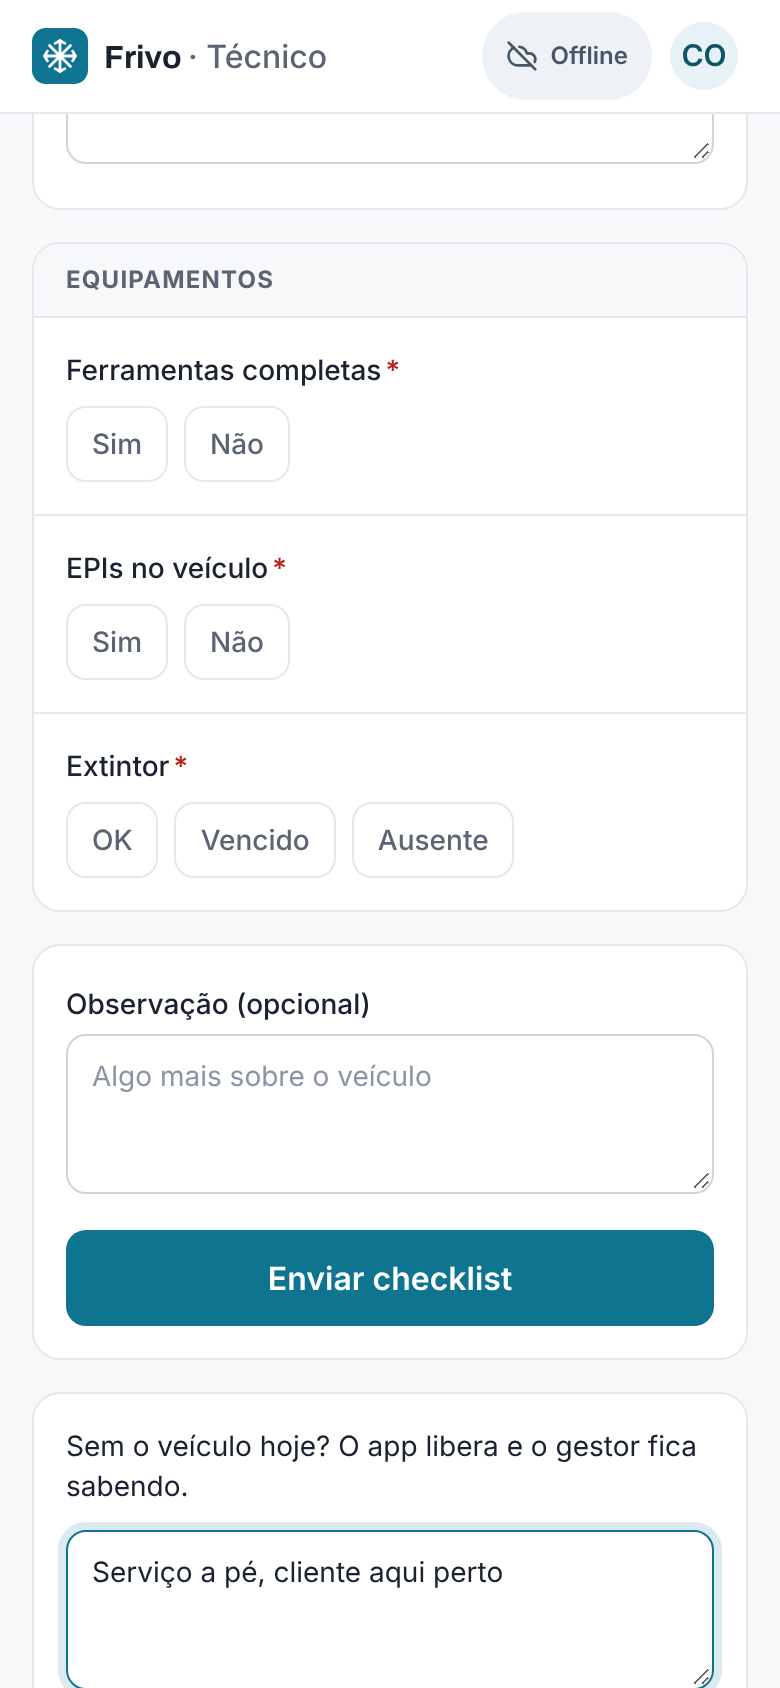 Frivo · Técnico
Offline
CO
EQUIPAMENTOS
Ferramentas completas *
Sim
Não
EPIs no veículo *
Sim
Não
Extintor *
OK
Vencido
Ausente
Observação (opcional)
Algo mais sobre o veículo
Enviar checklist
Sem o veículo hoje? O app libera e o gestor fica
sabendo.
Serviço a pé, cliente aqui perto